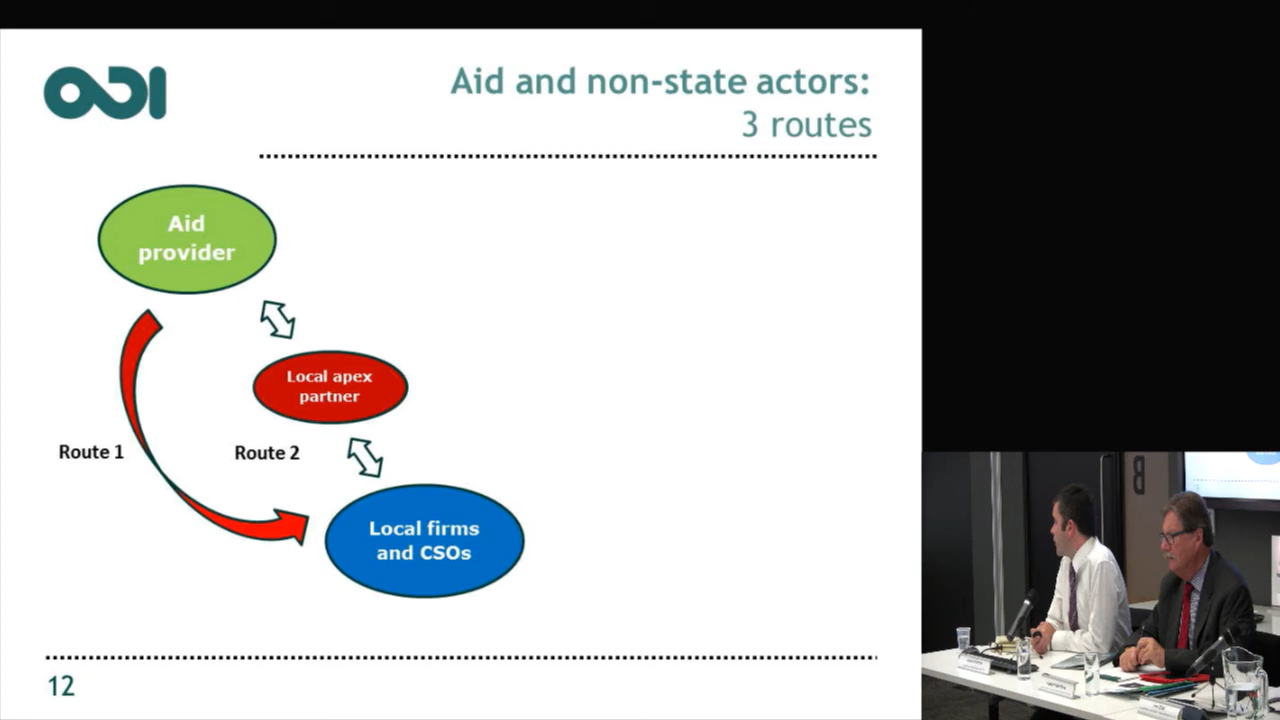 ODI
Aid and non-state actors:
3 routes
Aid
provider
Local apex
partner
Route 1
Route 2
Local firms
and CSOs
12
B